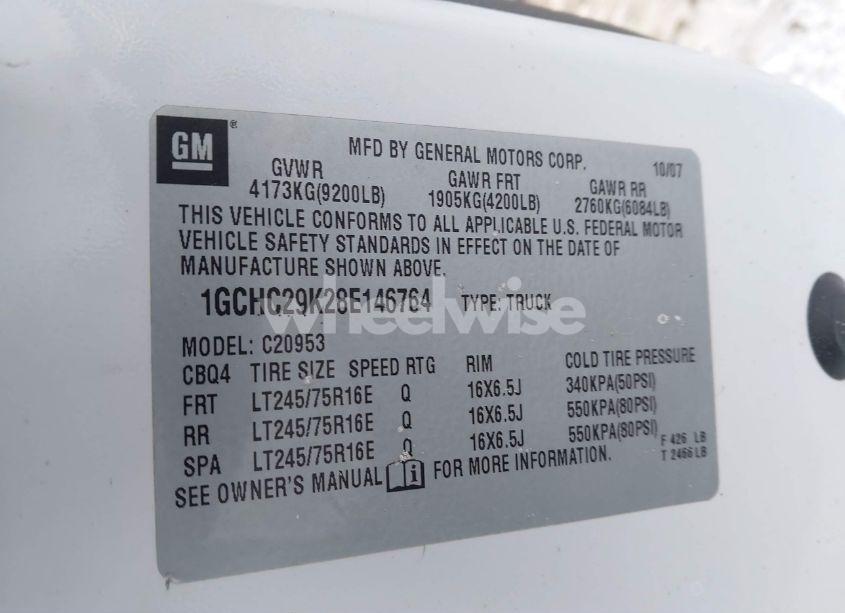 GM®
MFD BY GENERAL MOTORS CORP. 10/07
GVWR GAWR FRT GAWR RR
4173KG(9200LB) 1905KG(4200LB) 2760KG(6084LB)
THIS VEHICLE CONFORMS TO ALL APPLICABLE U.S. FEDERAL MOTOR
VEHICLE SAFETY STANDARDS IN EFFECT ON THE DATE OF
MANUFACTURE SHOWN ABOVE.
1GCHC29K28E146764 TYPE: TRUCK
wheelwise
MODEL: C20953
CBQ4 TIRE SIZE SPEED RTG RIM COLD TIRE PRESSURE
FRT LT245/75R16E Q 16X6.5J 340KPA(50PSI)
RR LT245/75R16E Q 16X6.5J 550KPA(80PSI)
SPA LT245/75R16E Q 16X6.5J 550KPA(80PSI)
F 426 LB
T 2466 LB
SEE OWNER'S MANUAL i FOR MORE INFORMATION.